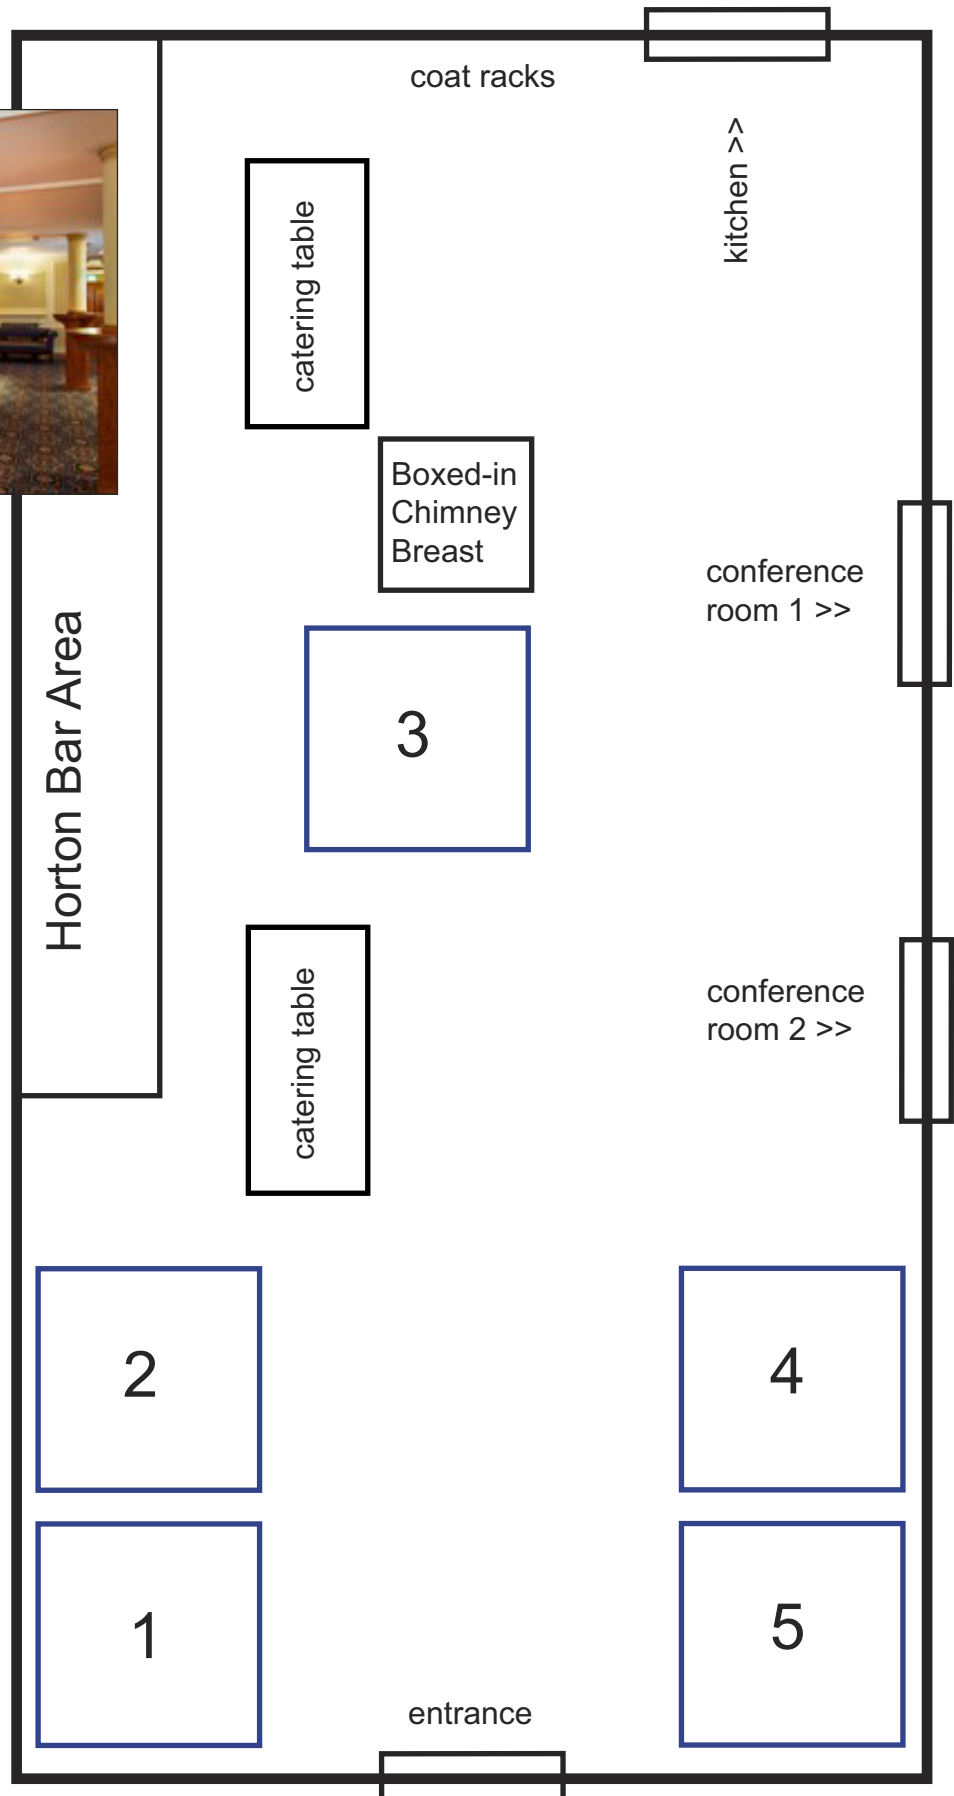 coat racks
kitchen >>
catering table
Boxed-in
Chimney
Breast
conference
room 1 >>
Horton Bar Area
3
conference
room 2 >>
catering table
2
4
1
5
entrance